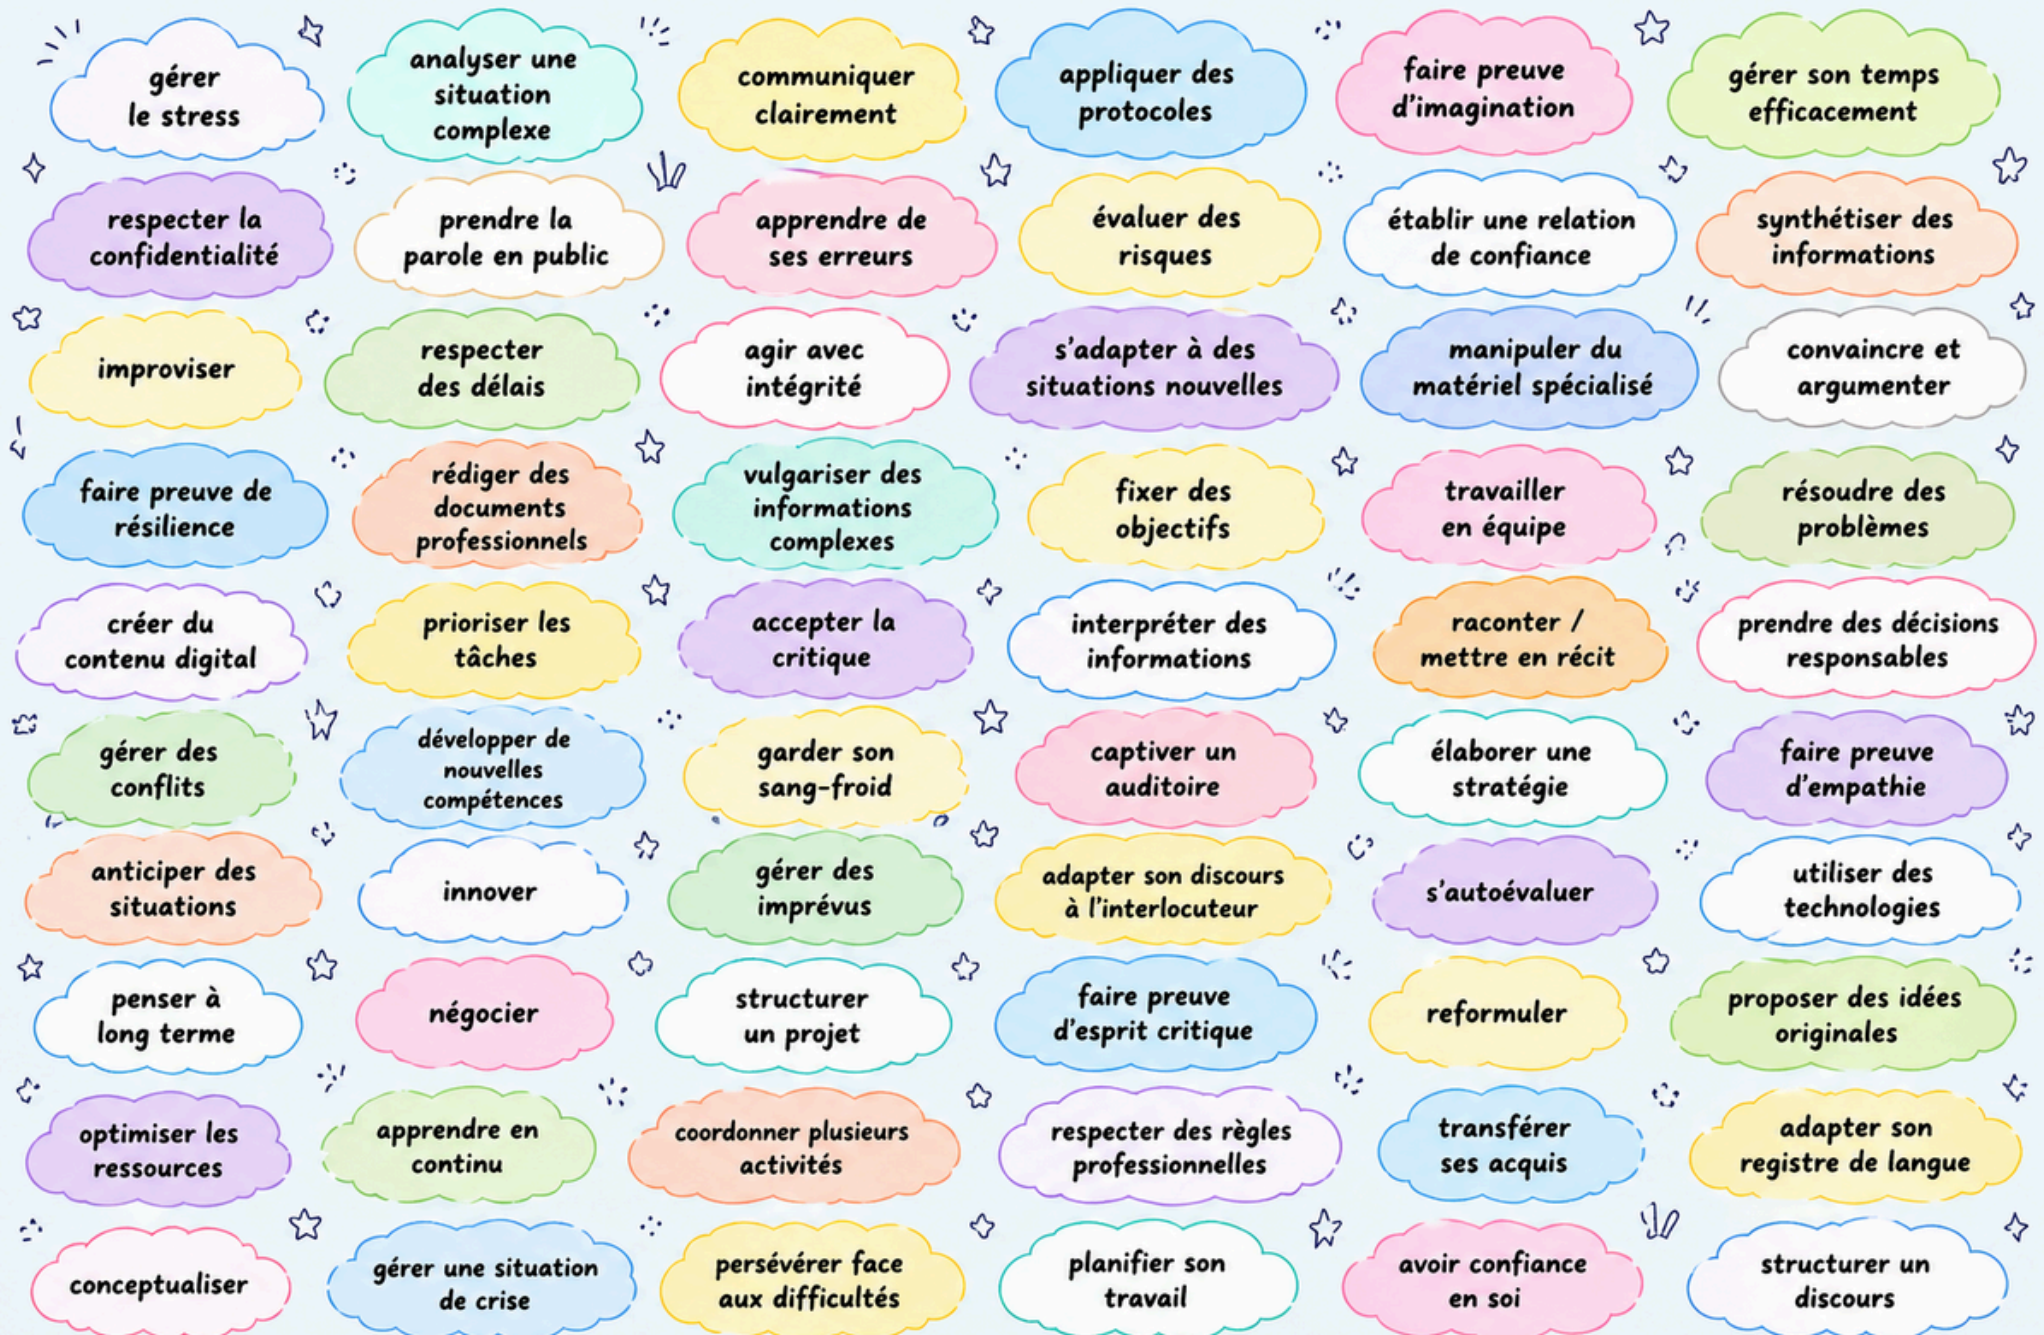 gérer
le stress
analyser une
situation
complexe
communiquer
clairement
appliquer des
protocoles
faire preuve
d'imagination
gérer son temps
efficacement
respecter la
confidentialité
prendre la
parole en public
apprendre de
ses erreurs
évaluer des
risques
établir une relation
de confiance
synthétiser des
informations
improviser
respecter
des délais
agir avec
intégrité
s'adapter à des
situations nouvelles
manipuler du
matériel spécialisé
convaincre et
argumenter
faire preuve de
résilience
rédiger des
documents
professionnels
vulgariser des
informations
complexes
fixer des
objectifs
travailler
en équipe
résoudre des
problèmes
créer du
contenu digital
prioriser les
tâches
accepter la
critique
interpréter des
informations
raconter /
mettre en récit
prendre des décisions
responsables
gérer des
conflits
développer de
nouvelles
compétences
garder son
sang-froid
captiver un
auditoire
élaborer une
stratégie
faire preuve
d'empathie
anticiper des
situations
innover
gérer des
imprévus
adapter son discours
à l'interlocuteur
s'autoévaluer
utiliser des
technologies
penser à
long terme
négocier
structurer
un projet
faire preuve
d'esprit critique
reformuler
proposer des idées
originales
optimiser les
ressources
apprendre en
continu
coordonner plusieurs
activités
respecter des règles
professionnelles
transférer
ses acquis
adapter son
registre de langue
conceptualiser
gérer une situation
de crise
persévérer face
aux difficultés
planifier son
travail
avoir confiance
en soi
structurer un
discours